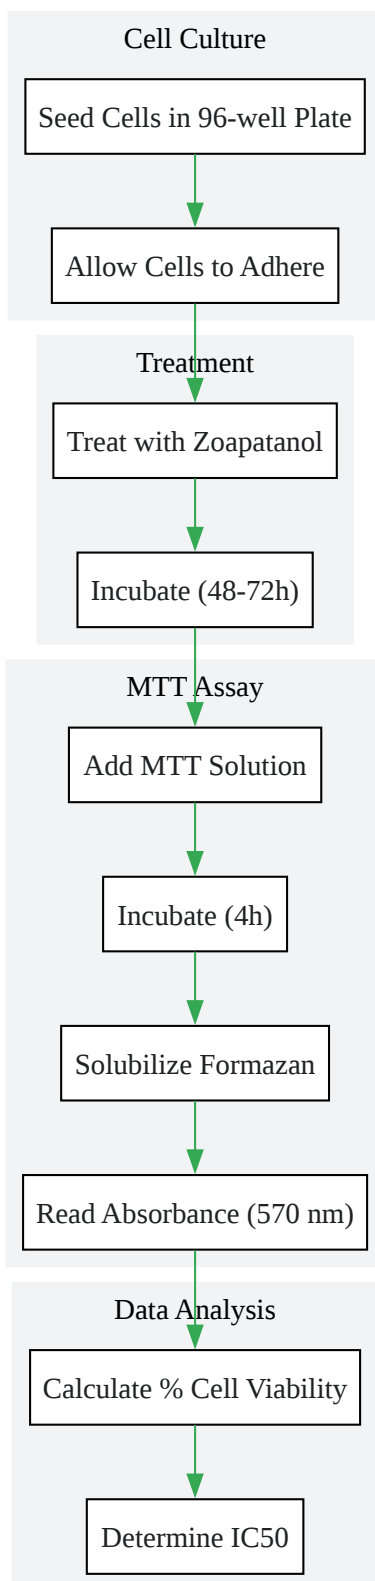 Cell Culture
Seed Cells in 96-well Plate
Allow Cells to Adhere
Treatment
Treat with Zoapatanol
Incubate (48-72h)
MTT Assay
Add MTT Solution
Incubate (4h)
Solubilize Formazan
Read Absorbance (570 nm)
Data Analysis
Calculate % Cell Viability
Determine IC50